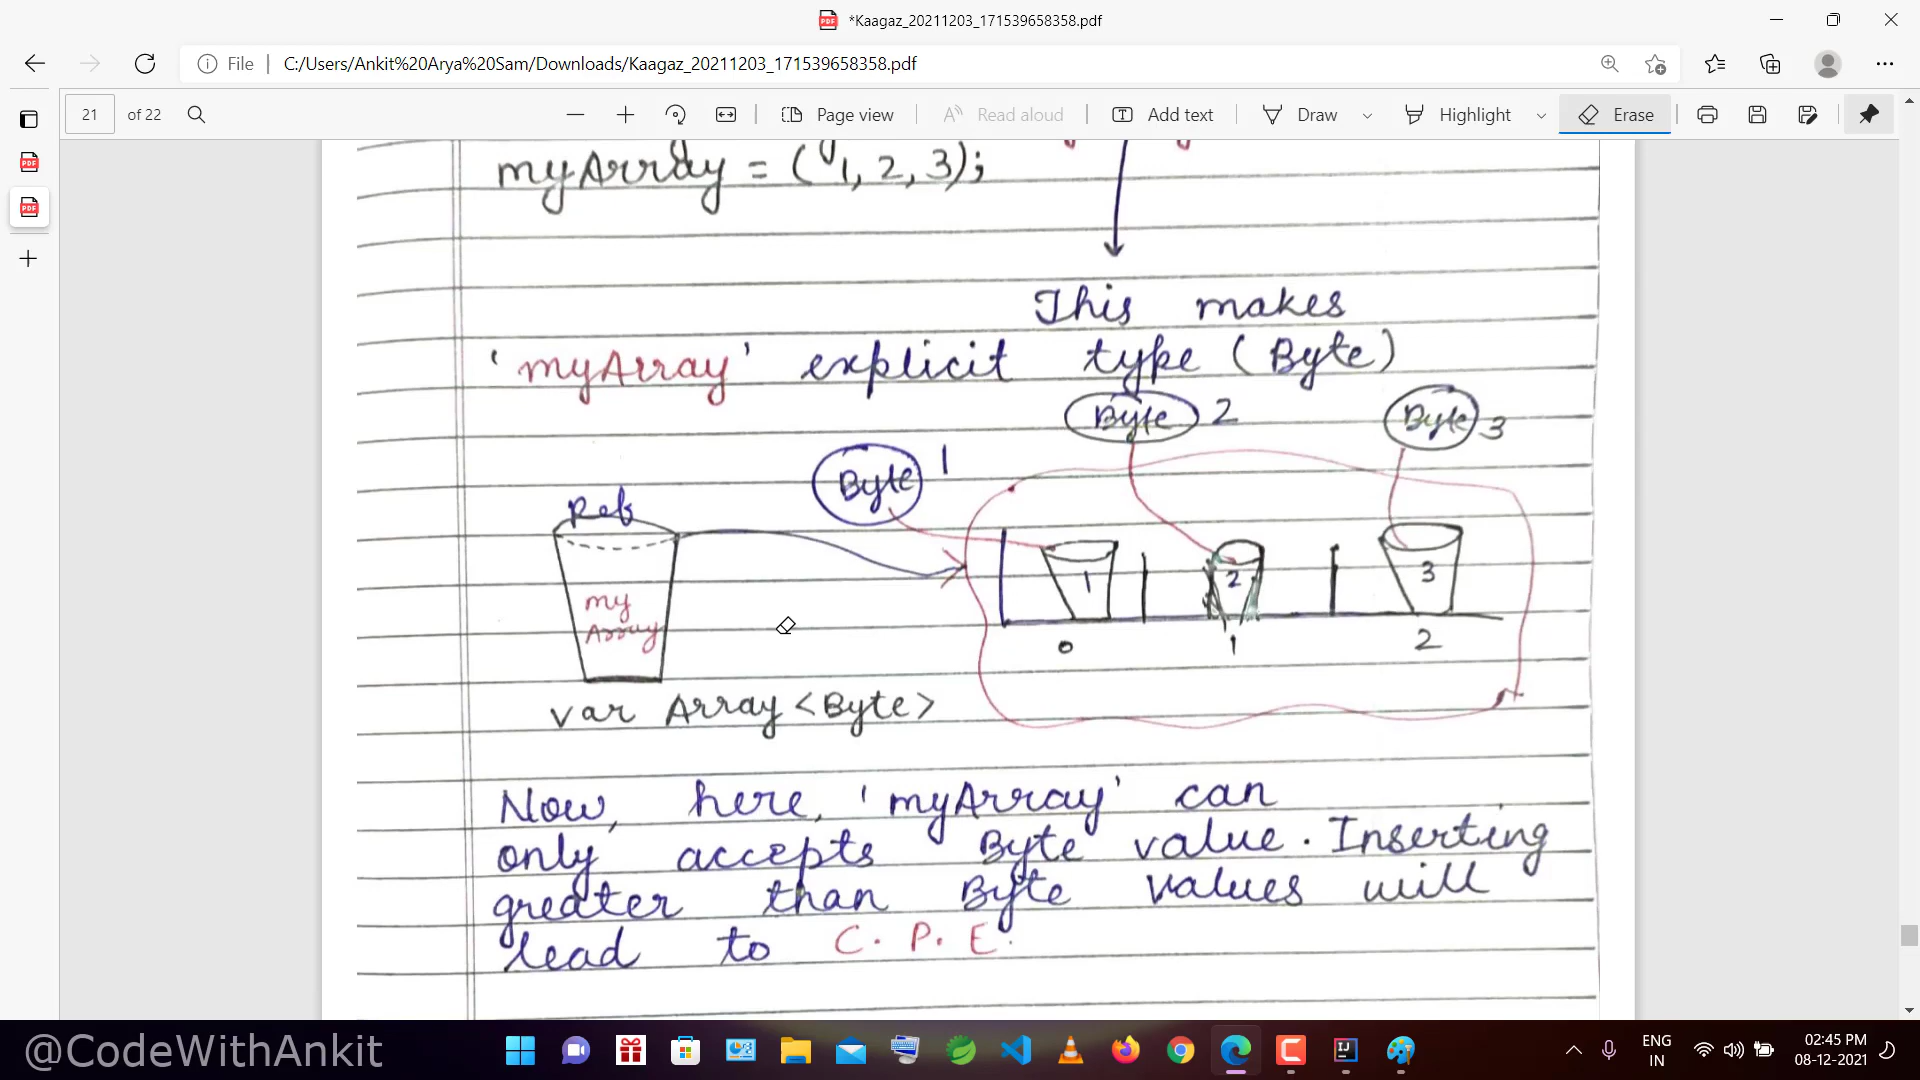 *Kaagaz_20211203_171539658358.pdf
File
C:/Users/Ankit%20Arya%20Sam/Downloads/Kaagaz_20211203_171539658358.pdf
21 of 22
Page view
Read aloud
Add text
Draw
Highlight
Erase
myArray = (1, 2, 3);
This makes
'myArray' explicit type (Byte)
Byte 2
Byte 3
Byte 1
Ref
1
2
3
my
Array
0
1
2
var Array <Byte>
Now, here, 'myArray' can
only accepts Byte value. Inserting
greater than Byte values will
lead to C. P. E.
@CodeWithAnkit
ENG
IN
02:45 PM
08-12-2021